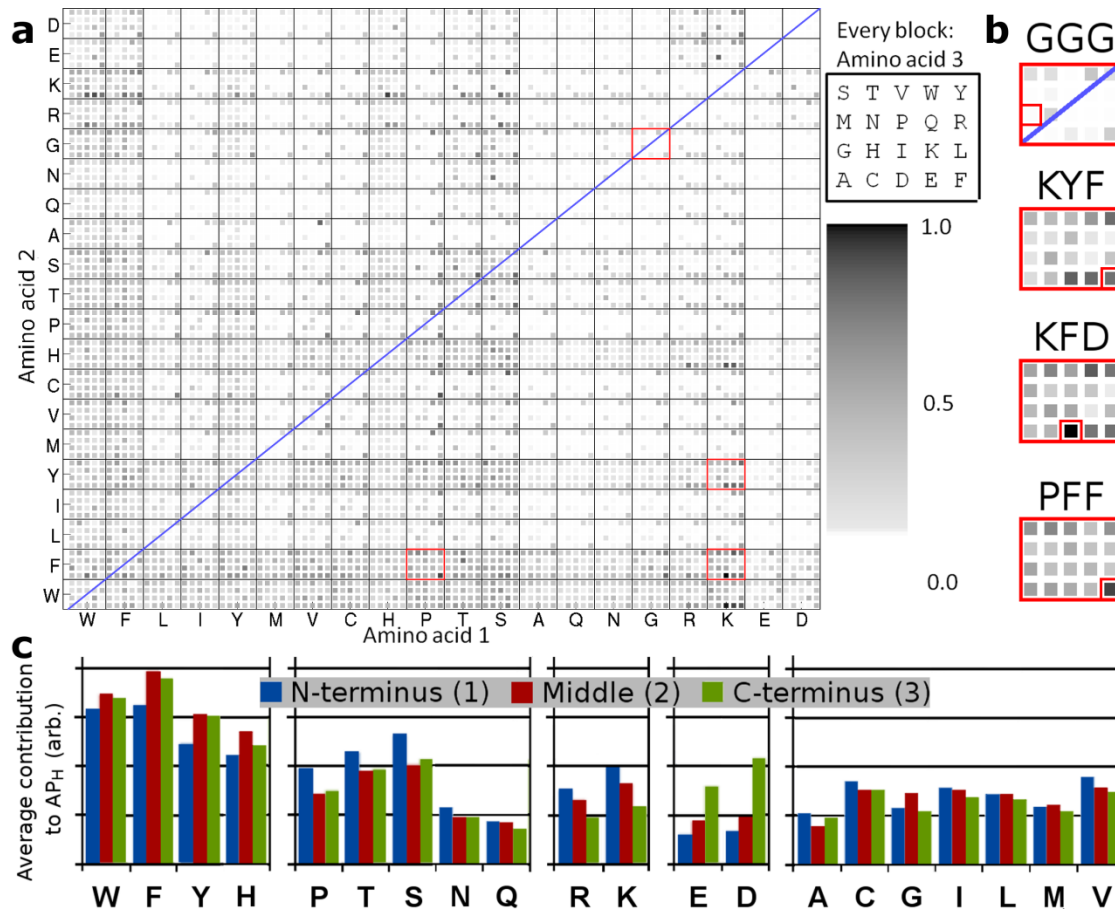 a
Amino acid 2
D
E
K
R
G
N
Q
A
S
T
P
H
C
V
M
Y
I
L
F
W
W F L I Y M V C H P T S A Q N G R K E D
Amino acid 1
Every block:
Amino acid 3
S T V W Y
M N P Q R
G H I K L
A C D E F
1.0
0.5
0.0
b
GGG
KYF
KFD
PFF
c
N-terminus (1) Middle (2) C-terminus (3)
Average contribution
to AP_H (arb.)
W F Y H P T S N Q R K E D A C G I L M V